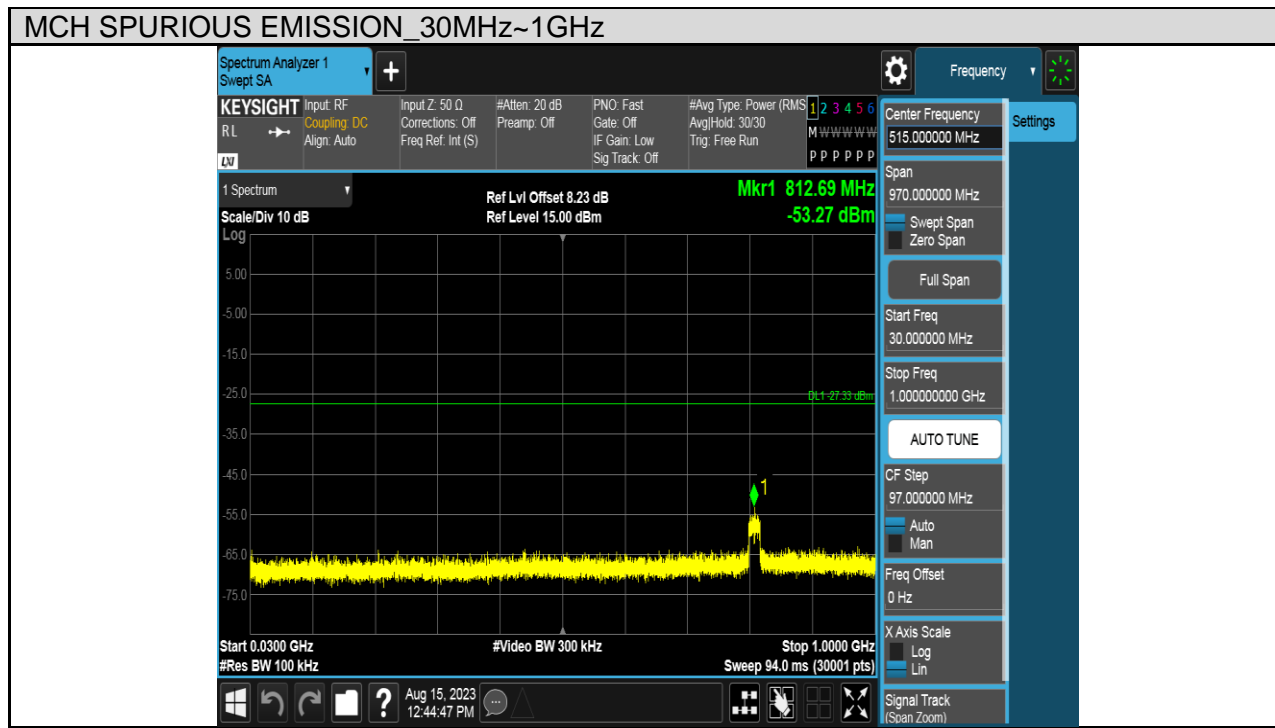 MCH SPURIOUS EMISSION_30MHz~1GHz
Spectrum Analyzer 1
Swept SA
+
Frequency
KEYSIGHT
RL
LXI
Input: RF
Coupling: DC
Align: Auto
Input Z: 50 Ω
Corrections: Off
Freq Ref: Int (S)
#Atten: 20 dB
Preamp: Off
PNO: Fast
Gate: Off
IF Gain: Low
Sig Track: Off
#Avg Type: Power (RMS
Avg|Hold: 30/30
Trig: Free Run
1 2 3 4 5 6
M W W W W W
P P P P P P
1 Spectrum
Scale/Div 10 dB
Ref Lvl Offset 8.23 dB
Ref Level 15.00 dBm
Mkr1 812.69 MHz
-53.27 dBm
Log
5.00
-5.00
-15.0
-25.0
DL1 -27.33 dBm
-35.0
-45.0
1
-55.0
-65.0
-75.0
Start 0.0300 GHz
#Res BW 100 kHz
#Video BW 300 kHz
Stop 1.0000 GHz
Sweep 94.0 ms (30001 pts)
Center Frequency
515.000000 MHz
Settings
Span
970.000000 MHz
Swept Span
Zero Span
Full Span
Start Freq
30.000000 MHz
Stop Freq
1.000000000 GHz
AUTO TUNE
CF Step
97.000000 MHz
Auto
Man
Freq Offset
0 Hz
X Axis Scale
Log
Lin
Signal Track
(Span Zoom)
?
Aug 15, 2023
12:44:47 PM